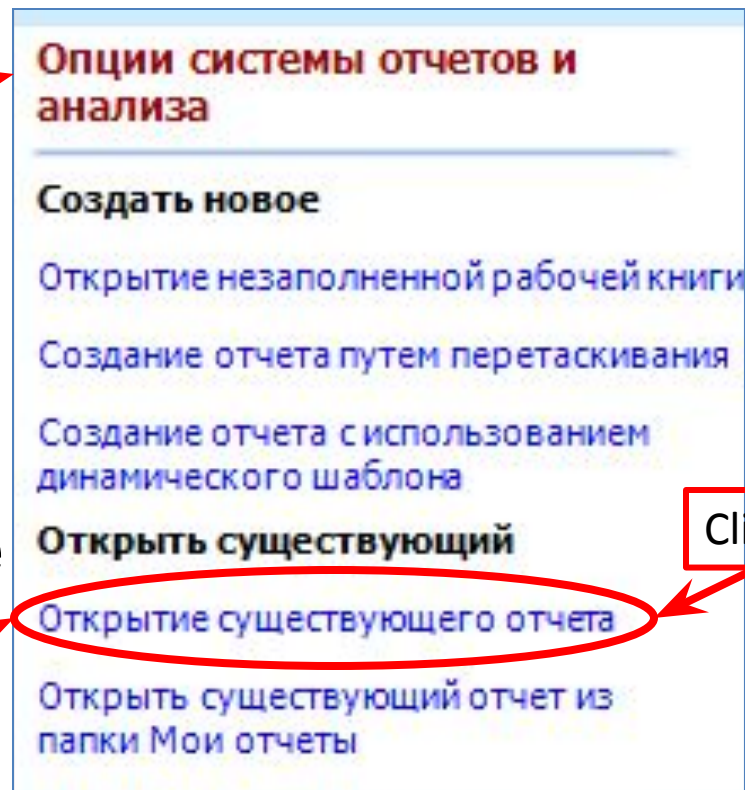 Опции системы отчетов и
анализа
Создать новое
Открытие незаполненной рабочей книги
Создание отчета путем перетаскивания
Создание отчета с использованием
динамического шаблона
Открыть существующий
Открытие существующего отчета
Открыть существующий отчет из
папки Мои отчеты